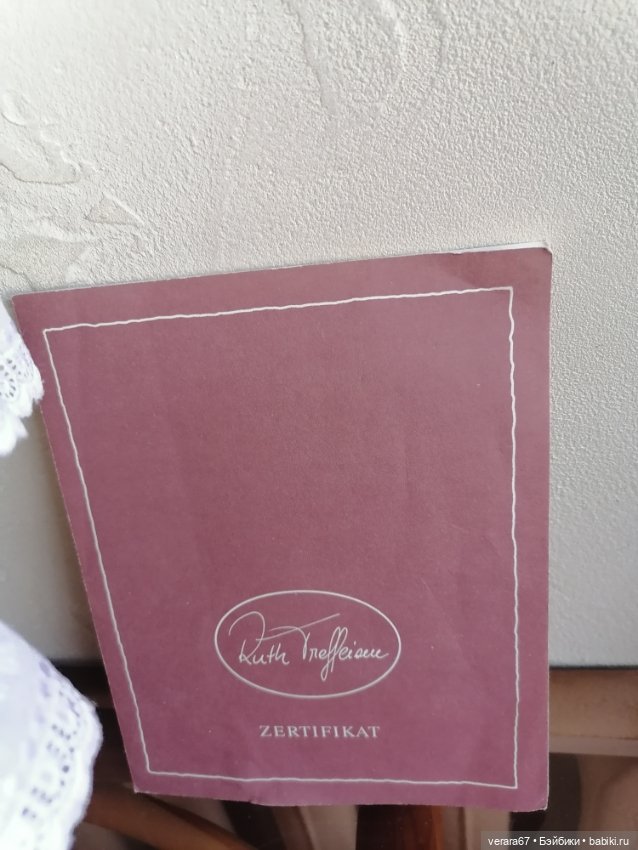 Ruth Treffeisen
ZERTIFIKAT
verara67 • Бэйбики • babiki.ru